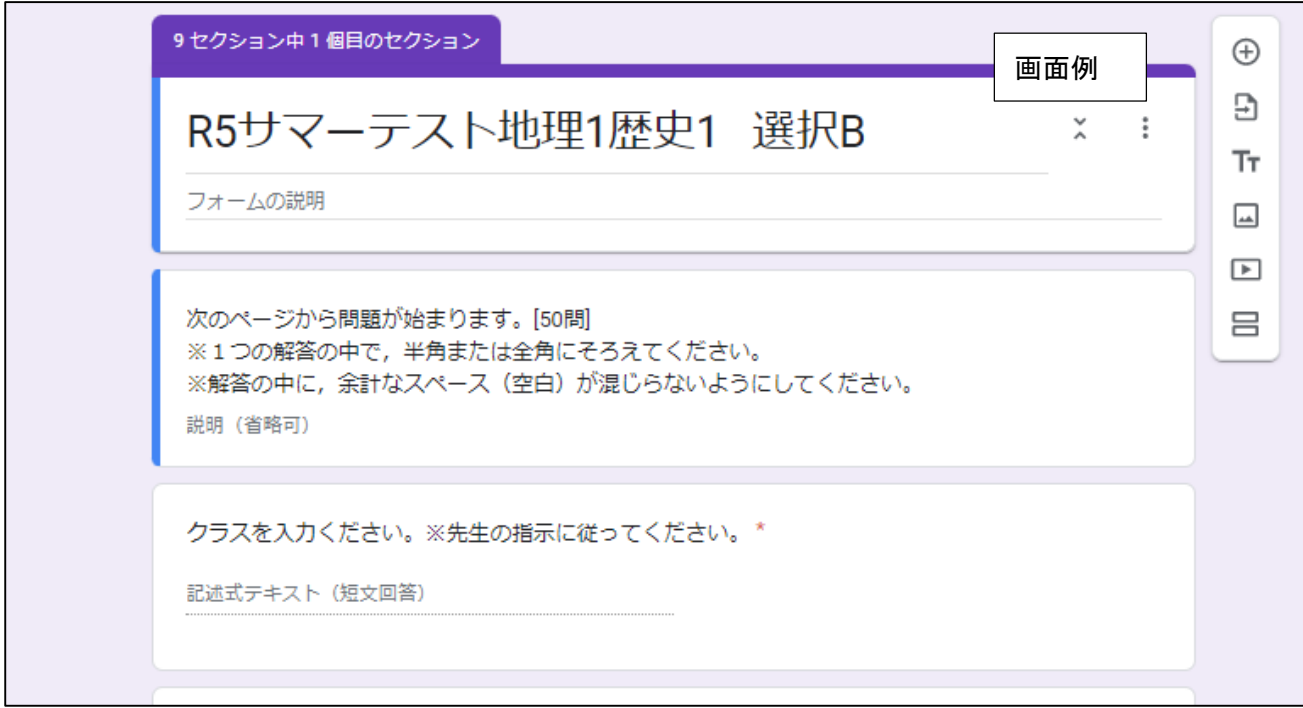 9 セクション中 1 個目のセクション
画面例
R5サマーテスト地理1歴史1　選択B
フォームの説明
次のページから問題が始まります。[50問]
※１つの解答の中で，半角または全角にそろえてください。
※解答の中に，余計なスペース（空白）が混じらないようにしてください。
説明（省略可）
クラスを入力ください。※先生の指示に従ってください。 *
記述式テキスト（短文回答）
Tт